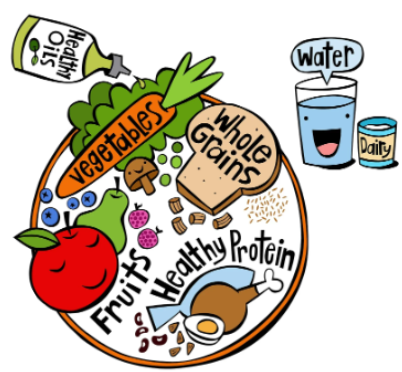 Healthy
Oils
Water
Dairy
Vegetables
Whole
Grains
Fruits
Healthy Protein